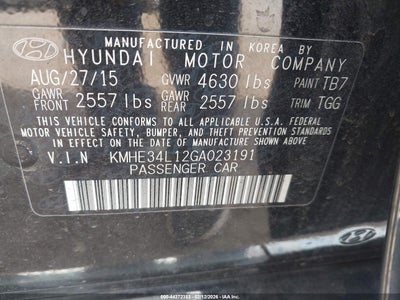 MANUFACTURED IN KOREA BY
HYUNDAI MOTOR COMPANY
AUG/27/15 GVWR 4630 lbs PAINT TB7
GAWR FRONT 2557 lbs GAWR REAR 2557 lbs TRIM TGG
THIS VEHICLE CONFORMS TO ALL APPLICABLE U.S.A. FEDERAL
MOTOR VEHICLE SAFETY, BUMPER, AND THEFT PREVENTION
STANDARDS IN EFFECT ON THE DATE OF MANUFACTURE SHOWN ABOVE.
V.I.N KMHE34L12GA023191
PASSENGER CAR